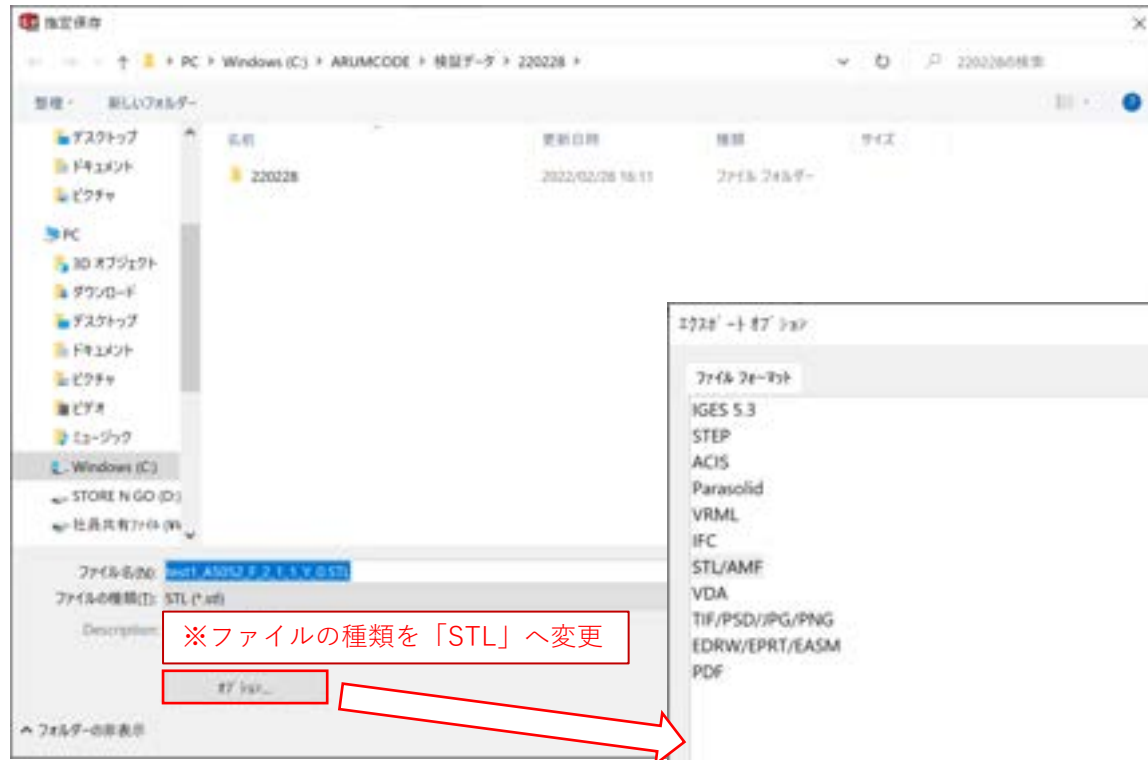 指定保存
PC › Windows (C:) › ARUMCODE › 検証データ › 220228 ›
220228の検索
整理
新しいフォルダー
名前 更新日時 種類 サイズ
220228 2022/02/28 16:11 ファイル フォルダー
デスクトップ
ドキュメント
ピクチャ
PC
3D オブジェクト
ダウンロード
デスクトップ
ドキュメント
ピクチャ
ビデオ
ミュージック
Windows (C:)
STORE N GO (D:)
社員共有ファイル
ファイル名(N):
ファイルの種類(T): STL (*.stl)
Description:
※ファイルの種類を「STL」へ変更
オプション...
フォルダーの非表示
エクスポート オプション
ファイル フォーマット
IGES 5.3
STEP
ACIS
Parasolid
VRML
IFC
STL/AMF
VDA
TIF/PSD/JPG/PNG
EDRW/EPRT/EASM
PDF